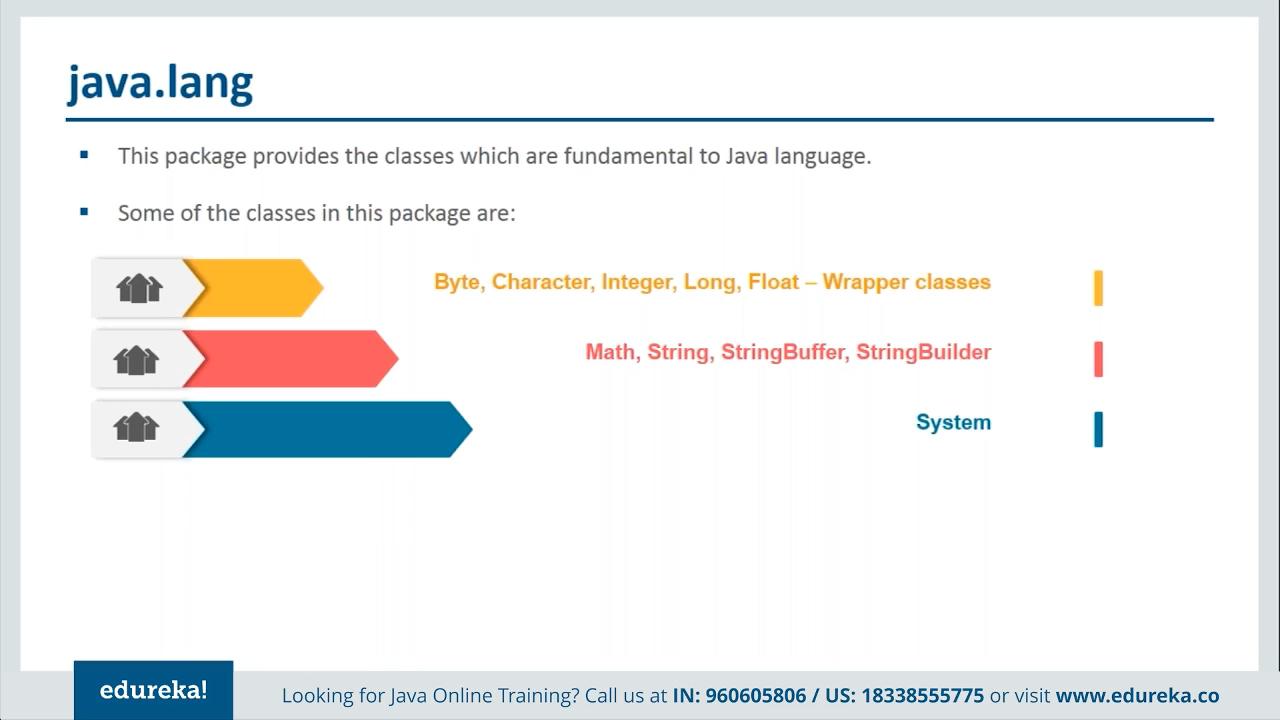 java.lang
▪ This package provides the classes which are fundamental to Java language.
▪ Some of the classes in this package are:
Byte, Character, Integer, Long, Float – Wrapper classes
Math, String, StringBuffer, StringBuilder
System
edureka!
Looking for Java Online Training? Call us at IN: 960605806 / US: 18338555775 or visit www.edureka.co